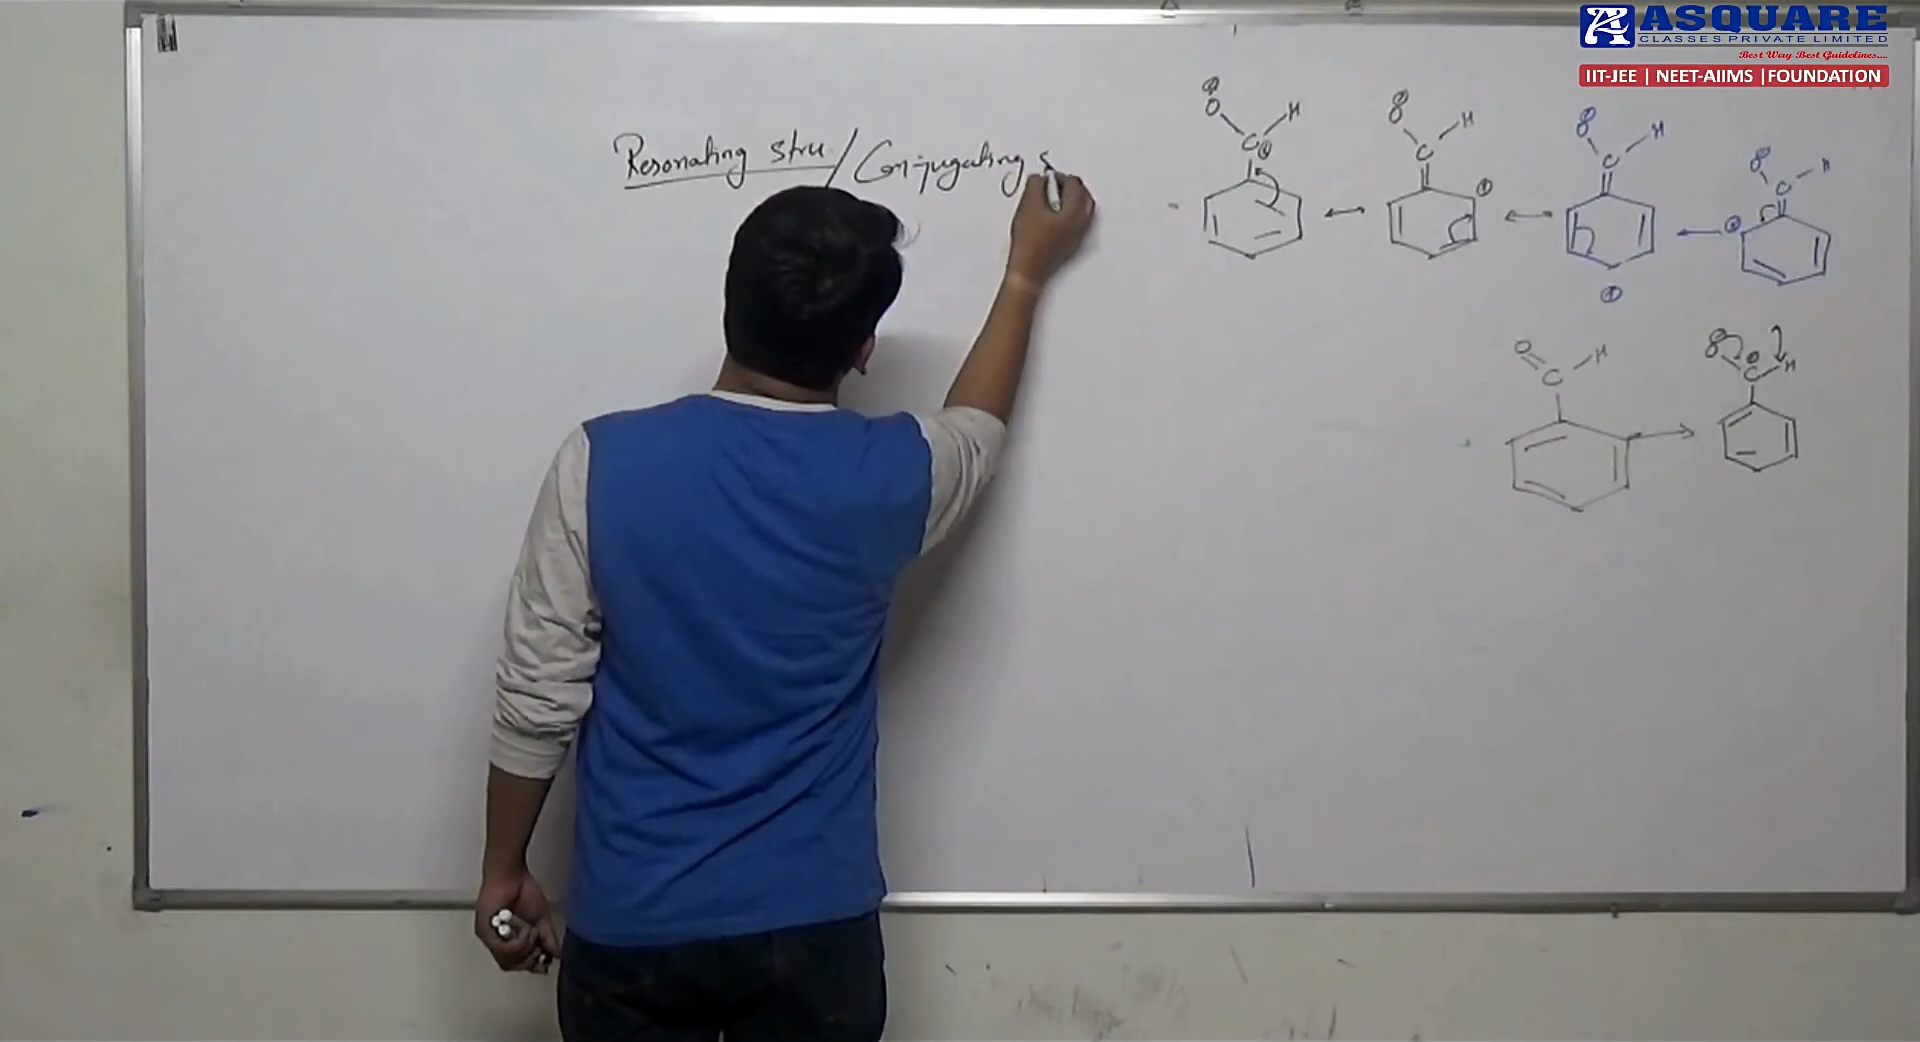 ASQUARE
CLASSES PRIVATE LIMITED
Best Way Best Guidelines....
IIT-JEE | NEET-AIIMS |FOUNDATION
Resonating stru / Conjugating s
O C H
C H
C H
C H
O C H
C H